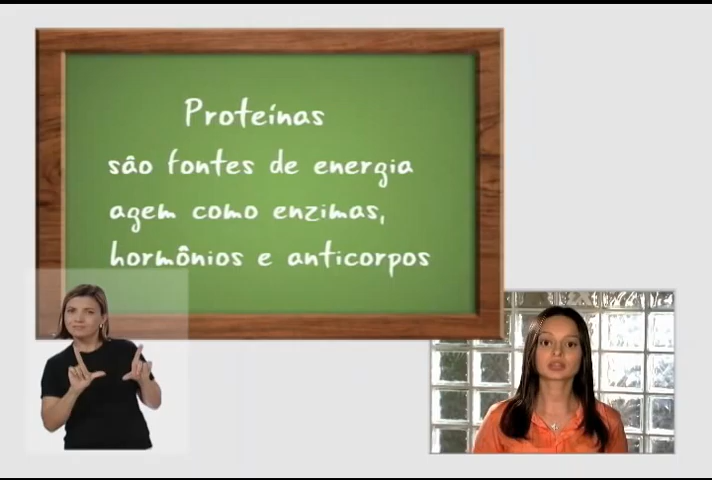 Proteínas
são fontes de energia
agem como enzimas,
hormônios e anticorpos